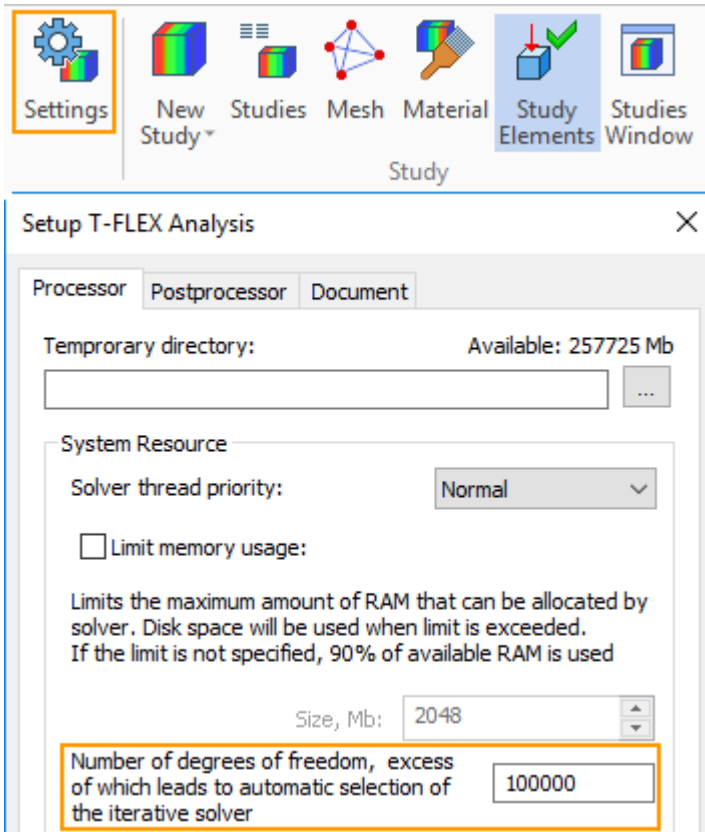 Settings
New Study
Studies
Mesh
Material
Study Elements
Studies Window
Study
Setup T-FLEX Analysis
Processor
Postprocessor
Document
Temprorary directory:
Available: 257725 Mb
...
System Resource
Solver thread priority:
Normal
Limit memory usage:
Limits the maximum amount of RAM that can be allocated by
solver. Disk space will be used when limit is exceeded.
If the limit is not specified, 90% of available RAM is used
Size, Mb:
2048
Number of degrees of freedom, excess
of which leads to automatic selection of
the iterative solver
100000